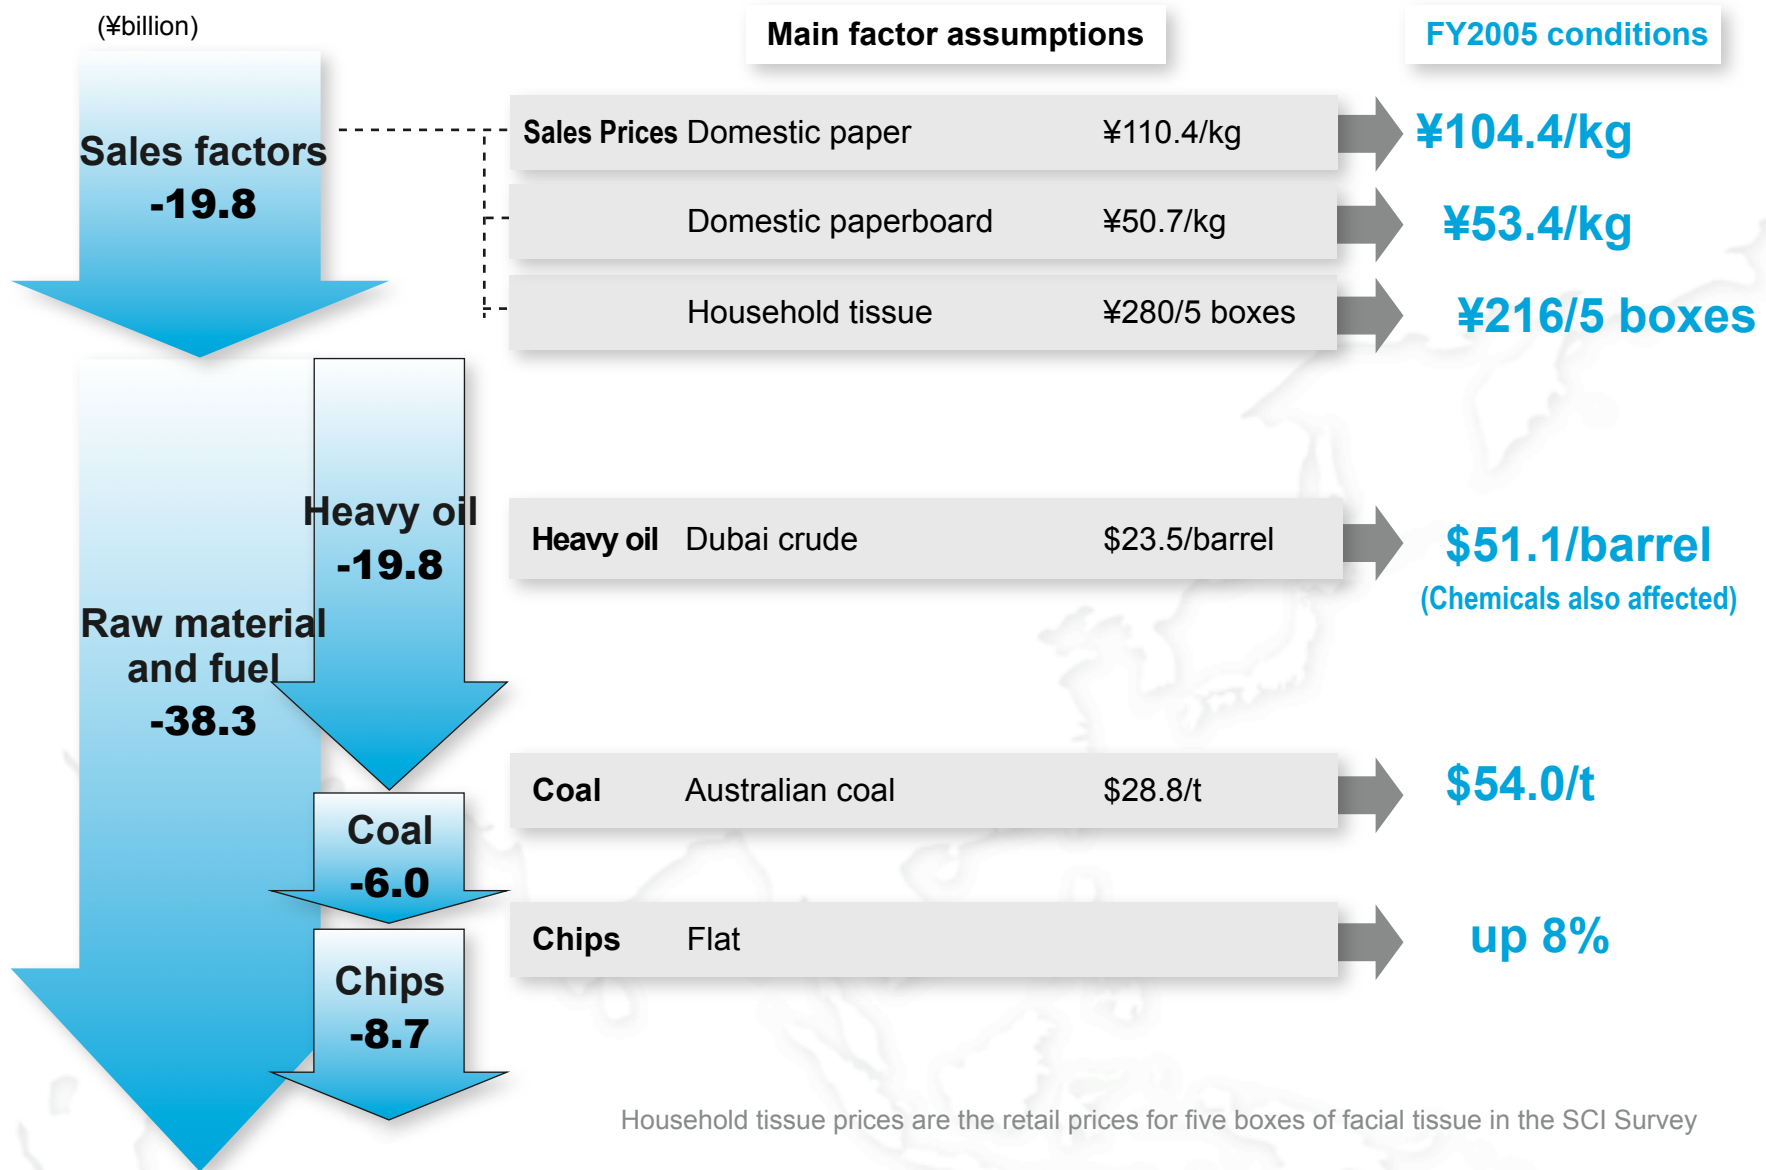 (¥billion)
Main factor assumptions
FY2005 conditions
Sales factors
-19.8
Sales Prices Domestic paper ¥110.4/kg ¥104.4/kg
Domestic paperboard ¥50.7/kg ¥53.4/kg
Household tissue ¥280/5 boxes ¥216/5 boxes
Raw material
and fuel
-38.3
Heavy oil
-19.8
Heavy oil Dubai crude $23.5/barrel $51.1/barrel
(Chemicals also affected)
Coal
-6.0
Coal Australian coal $28.8/t $54.0/t
Chips
-8.7
Chips Flat up 8%
Household tissue prices are the retail prices for five boxes of facial tissue in the SCI Survey